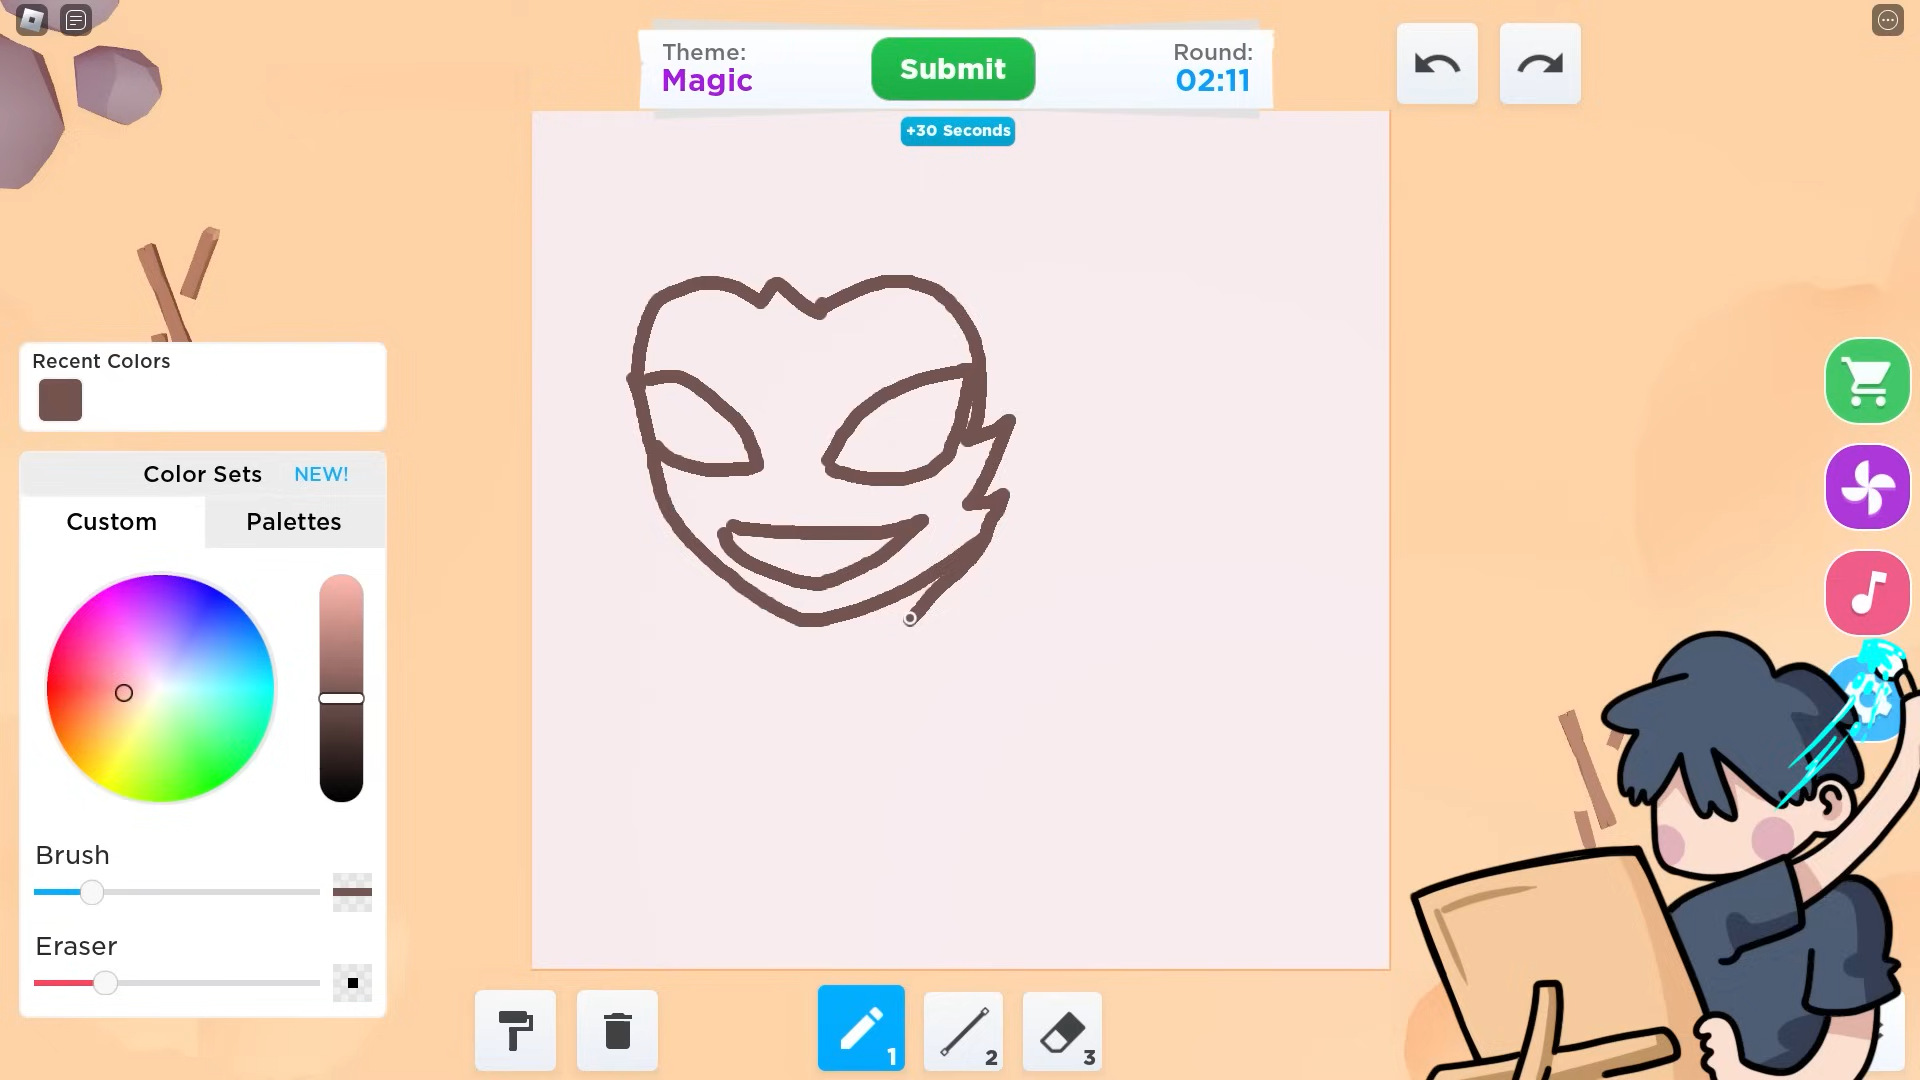 Theme:
Magic
Submit
Round:
02:11
+30 Seconds
Recent Colors
Color Sets NEW!
Custom Palettes
Brush
Eraser
1
2
3